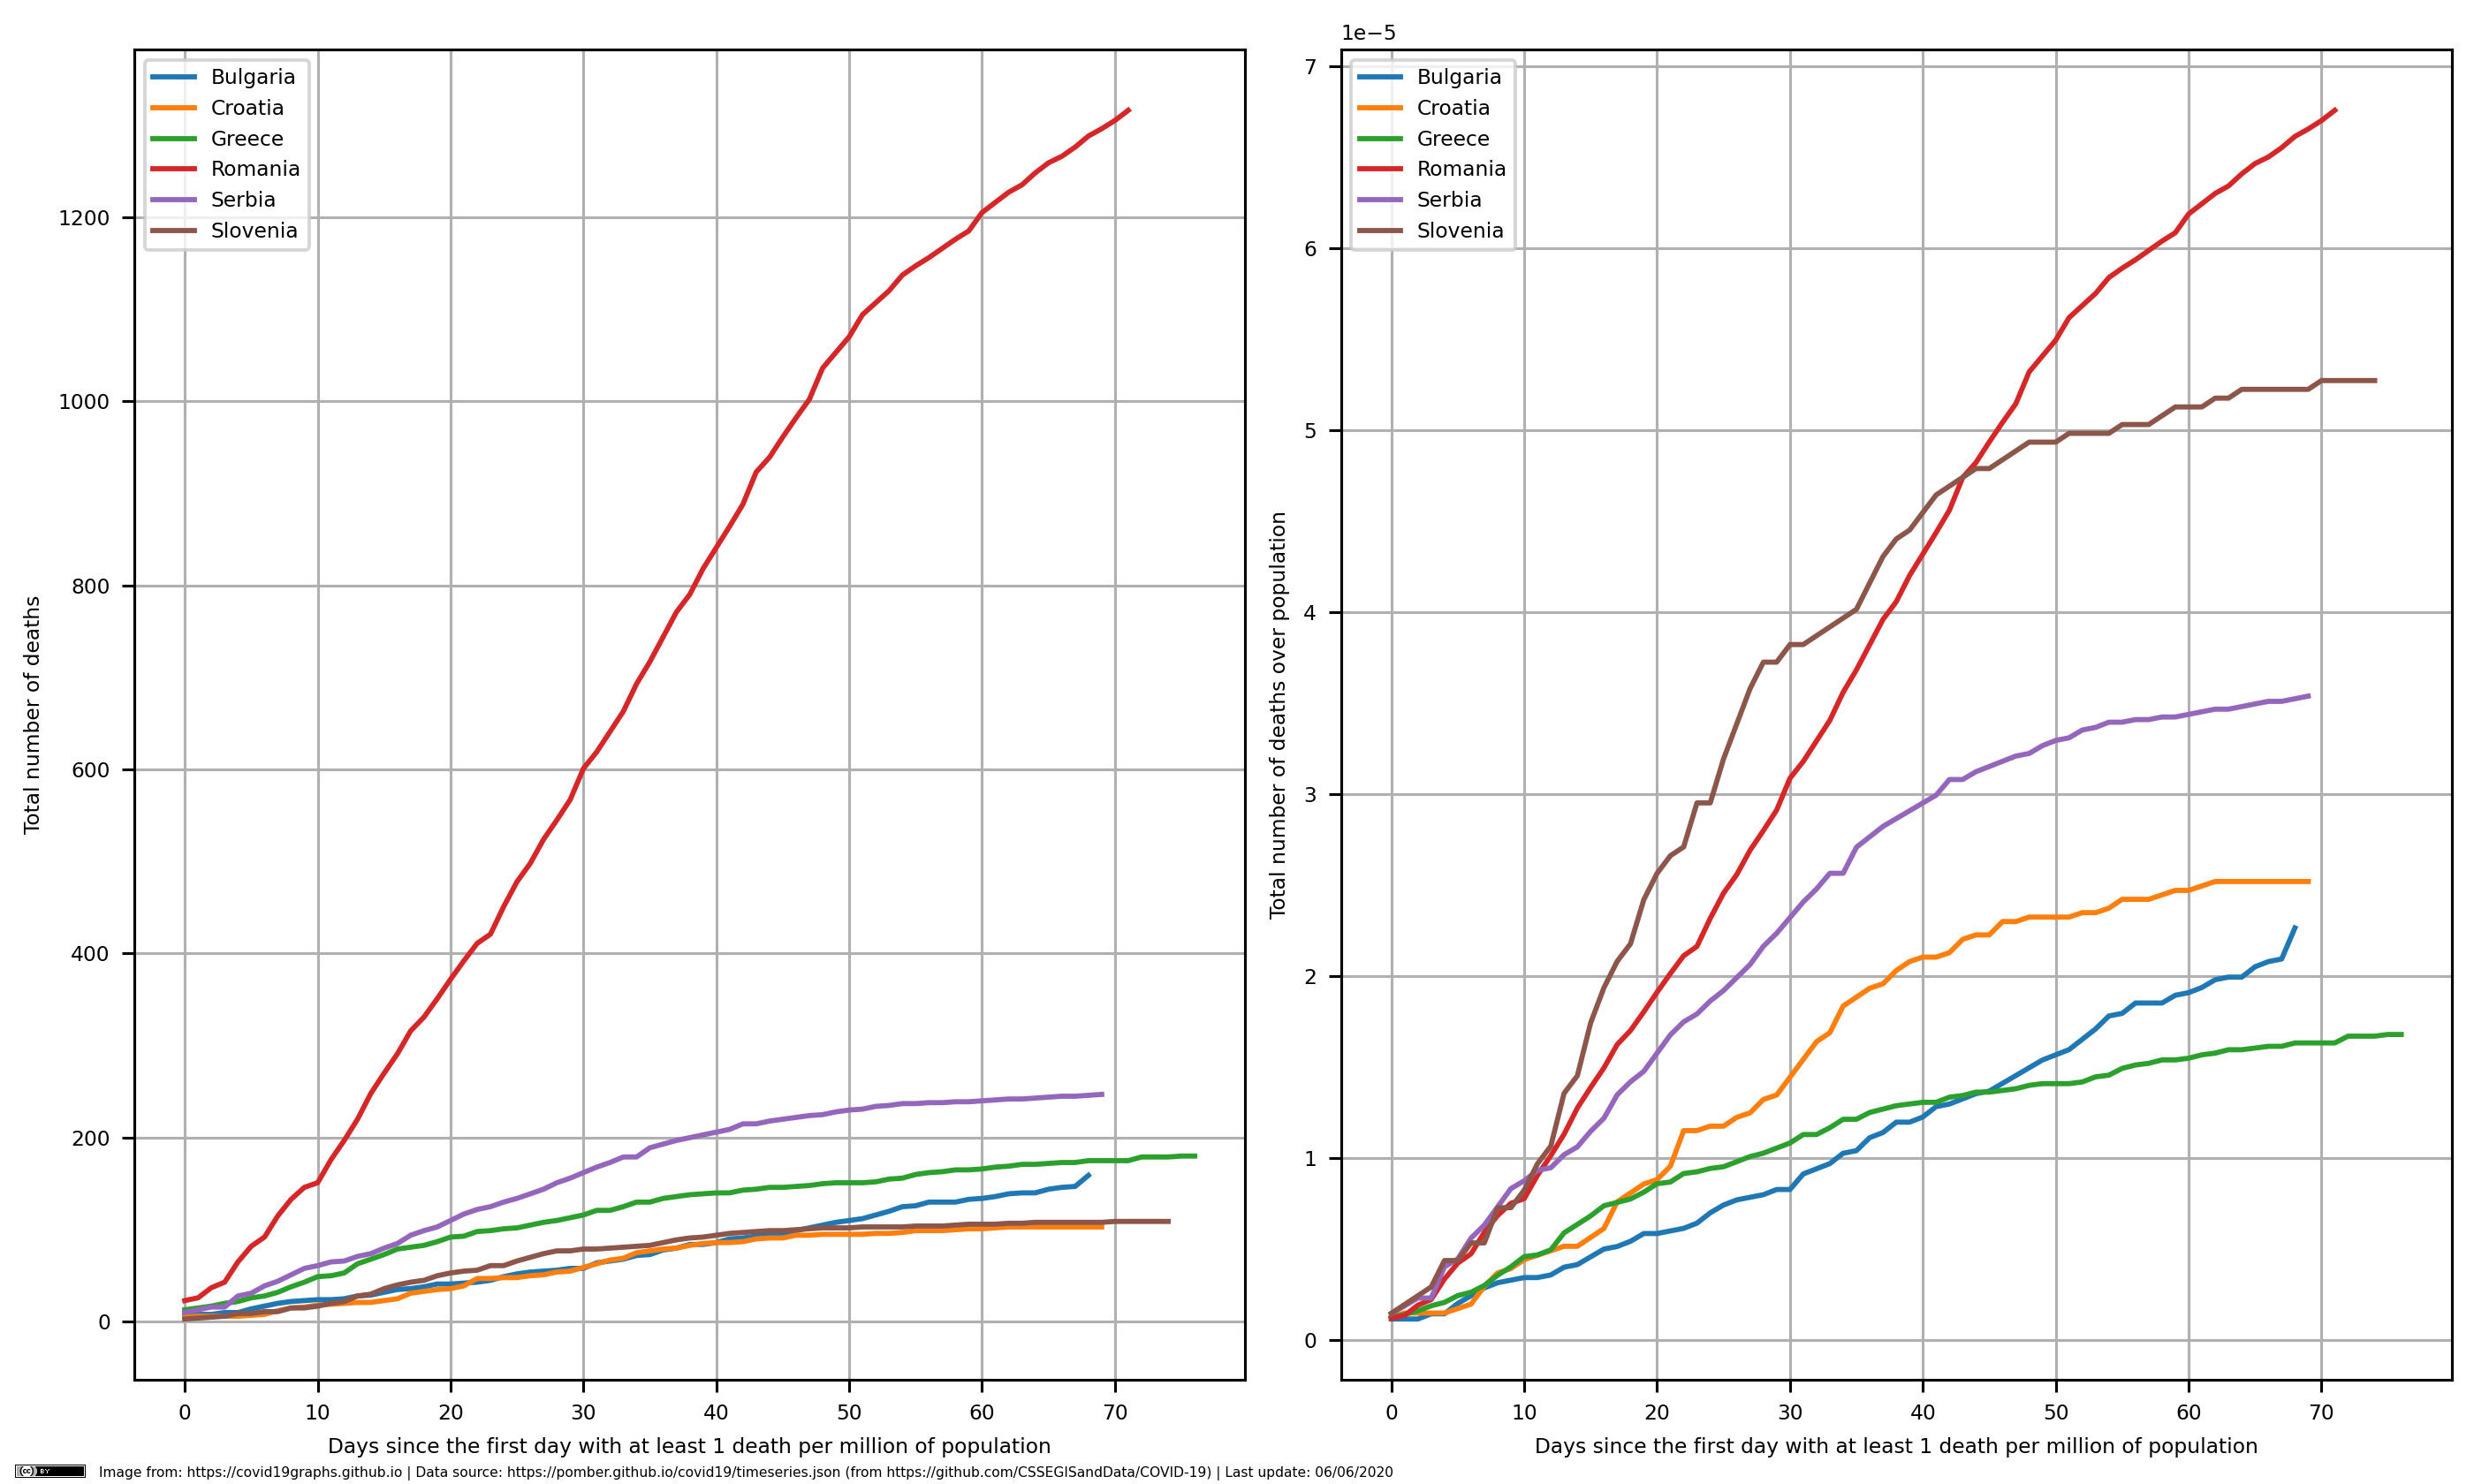 Bulgaria
Croatia
Greece
Romania
Serbia
Slovenia
1200
1000
800
600
400
200
0
Total number of deaths
0 10 20 30 40 50 60 70
Days since the first day with at least 1 death per million of population
1e−5
Bulgaria
Croatia
Greece
Romania
Serbia
Slovenia
7
6
5
4
3
2
1
0
Total number of deaths over population
0 10 20 30 40 50 60 70
Days since the first day with at least 1 death per million of population
(cc) BY Image from: https://covid19graphs.github.io | Data source: https://pomber.github.io/covid19/timeseries.json (from https://github.com/CSSEGISandData/COVID-19) | Last update: 06/06/2020